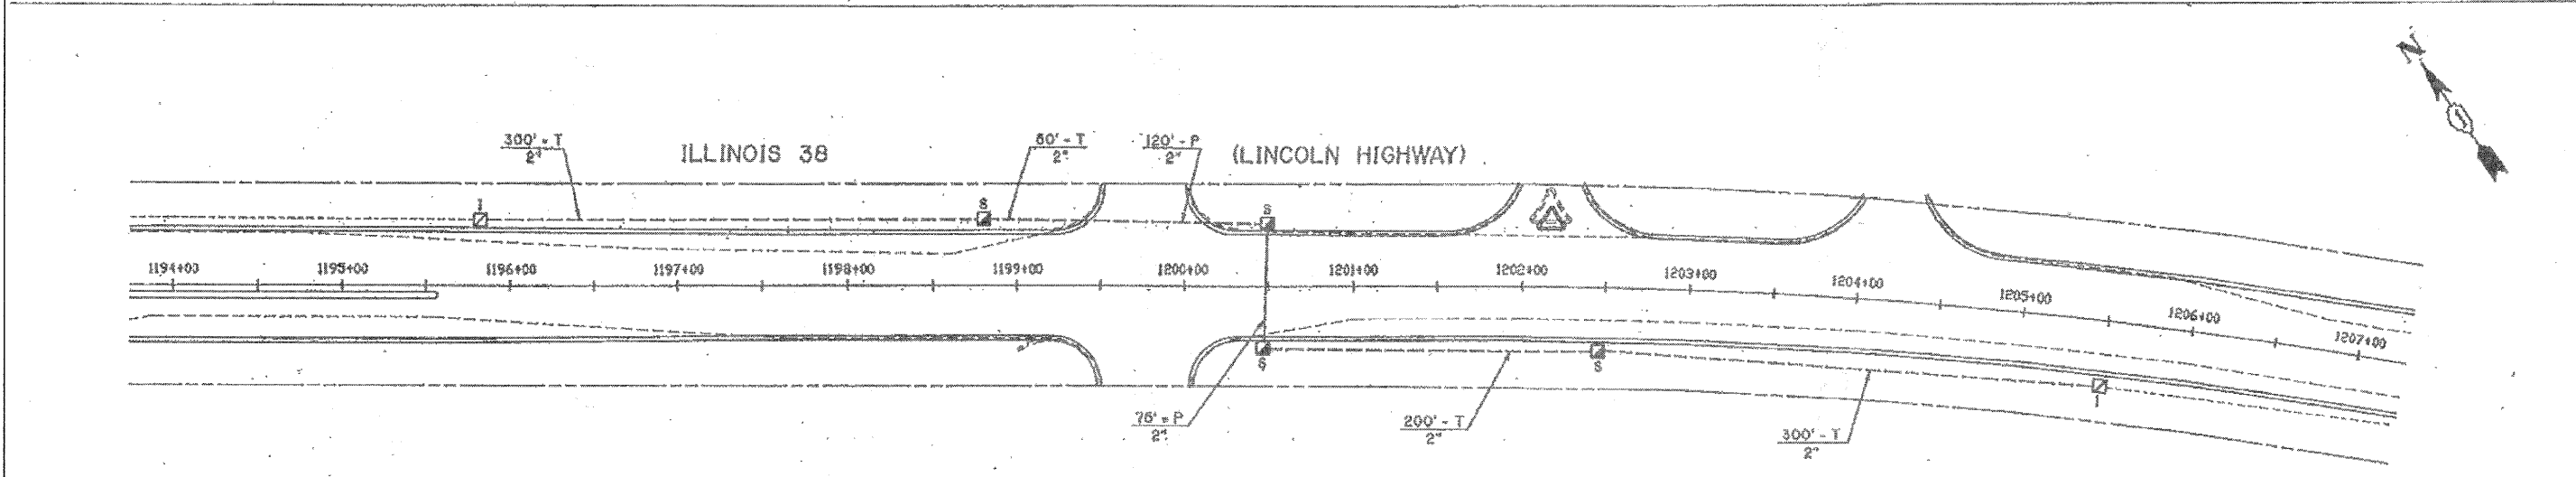 N
300' - T
2"
ILLINOIS 38
60' - T
2"
120' - P
2"
(LINCOLN HIGHWAY)
I
S
S
1194+00
1195+00
1196+00
1197+00
1198+00
1199+00
1200+00
1201+00
1202+00
1203+00
1204+00
1205+00
1206+00
1207+00
S
S
I
75' - P
2"
200' - T
2"
300' - T
2"